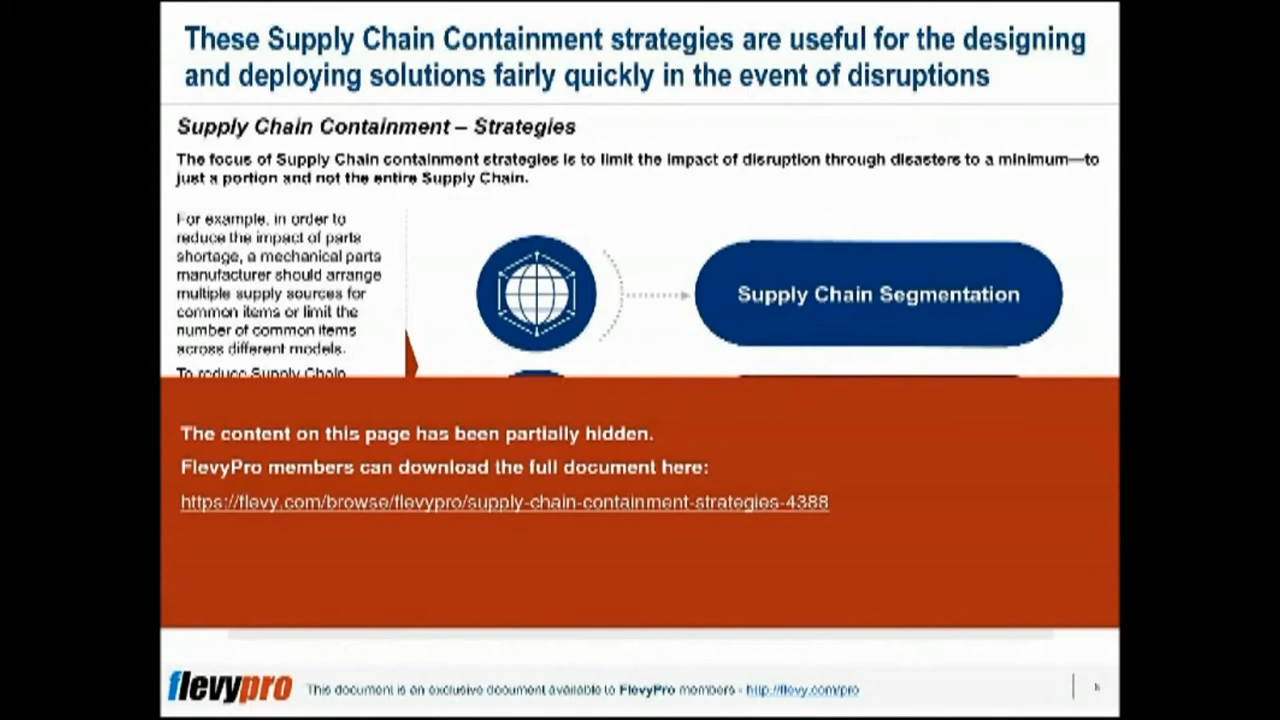 These Supply Chain Containment strategies are useful for the designing
and deploying solutions fairly quickly in the event of disruptions
Supply Chain Containment – Strategies
The focus of Supply Chain containment strategies is to limit the impact of disruption through disasters to a minimum—to
just a portion and not the entire Supply Chain.
For example, in order to
reduce the impact of parts
shortage, a mechanical parts
manufacturer should arrange
multiple supply sources for
common items or limit the
number of common items
across different models.
To reduce Supply Chain
Supply Chain Segmentation
The content on this page has been partially hidden.
FlevyPro members can download the full document here:
https://flevy.com/browse/flevypro/supply-chain-containment-strategies-4388
flevypro
This document is an exclusive document available to FlevyPro members - http://flevy.com/pro